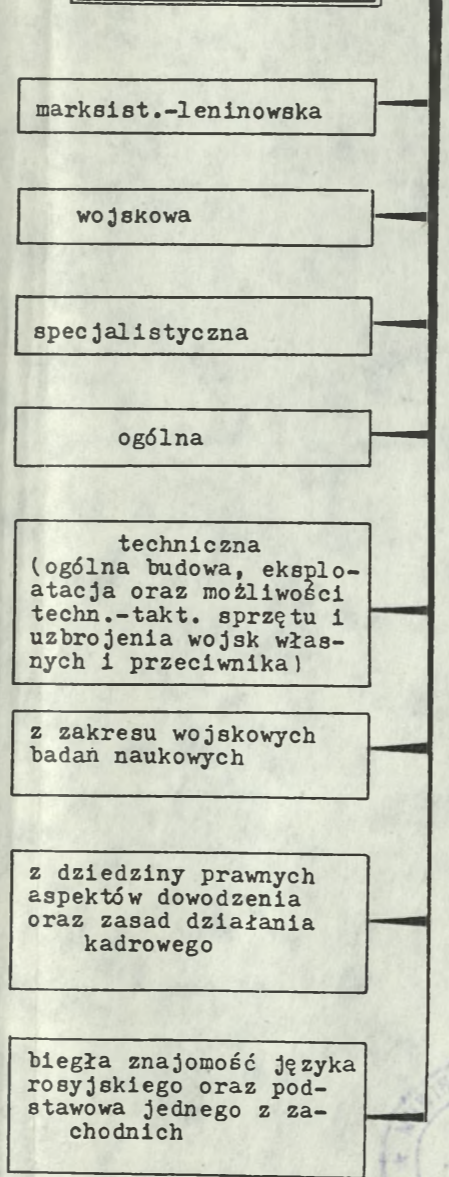 marksist.-leninowska
wojskowa
specjalistyczna
ogólna
techniczna
(ogólna budowa, eksplo-
atacja oraz możliwości
techn.-takt. sprzętu i
uzbrojenia wojsk włas-
nych i przeciwnika)
z zakresu wojskowych
badań naukowych
z dziedziny prawnych
aspektów dowodzenia
oraz zasad działania
kadrowego
biegła znajomość języka
rosyjskiego oraz pod-
stawowa jednego z za-
chodnich